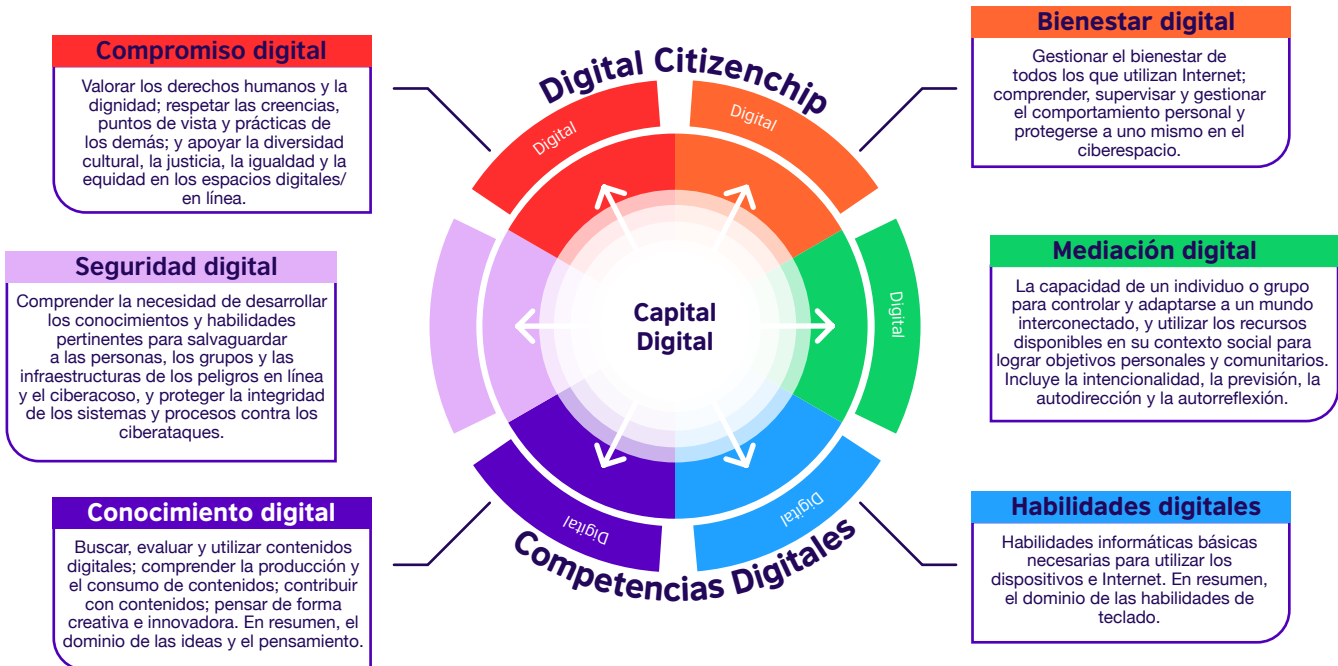 Compromiso digital
Valorar los derechos humanos y la
dignidad; respetar las creencias,
puntos de vista y prácticas de
los demás; y apoyar la diversidad
cultural, la justicia, la igualdad y la
equidad en los espacios digitales/
en línea.
Seguridad digital
Comprender la necesidad de desarrollar
los conocimientos y habilidades
pertinentes para salvaguardar
a las personas, los grupos y las
infraestructuras de los peligros en línea
y el ciberacoso, y proteger la integridad
de los sistemas y procesos contra los
ciberataques.
Conocimiento digital
Buscar, evaluar y utilizar contenidos
digitales; comprender la producción y
el consumo de contenidos; contribuir
con contenidos; pensar de forma
creativa e innovadora. En resumen, el
dominio de las ideas y el pensamiento.
Digital Citizenchip
Digital
Digital
Digital
Capital
Digital
Digital
Digital
Competencias Digitales
Bienestar digital
Gestionar el bienestar de
todos los que utilizan Internet;
comprender, supervisar y gestionar
el comportamiento personal y
protegerse a uno mismo en el
ciberespacio.
Mediación digital
La capacidad de un individuo o grupo
para controlar y adaptarse a un mundo
interconectado, y utilizar los recursos
disponibles en su contexto social para
lograr objetivos personales y comunitarios.
Incluye la intencionalidad, la previsión, la
autodirección y la autorreflexión.
Habilidades digitales
Habilidades informáticas básicas
necesarias para utilizar los
dispositivos e Internet. En resumen,
el dominio de las habilidades de
teclado.